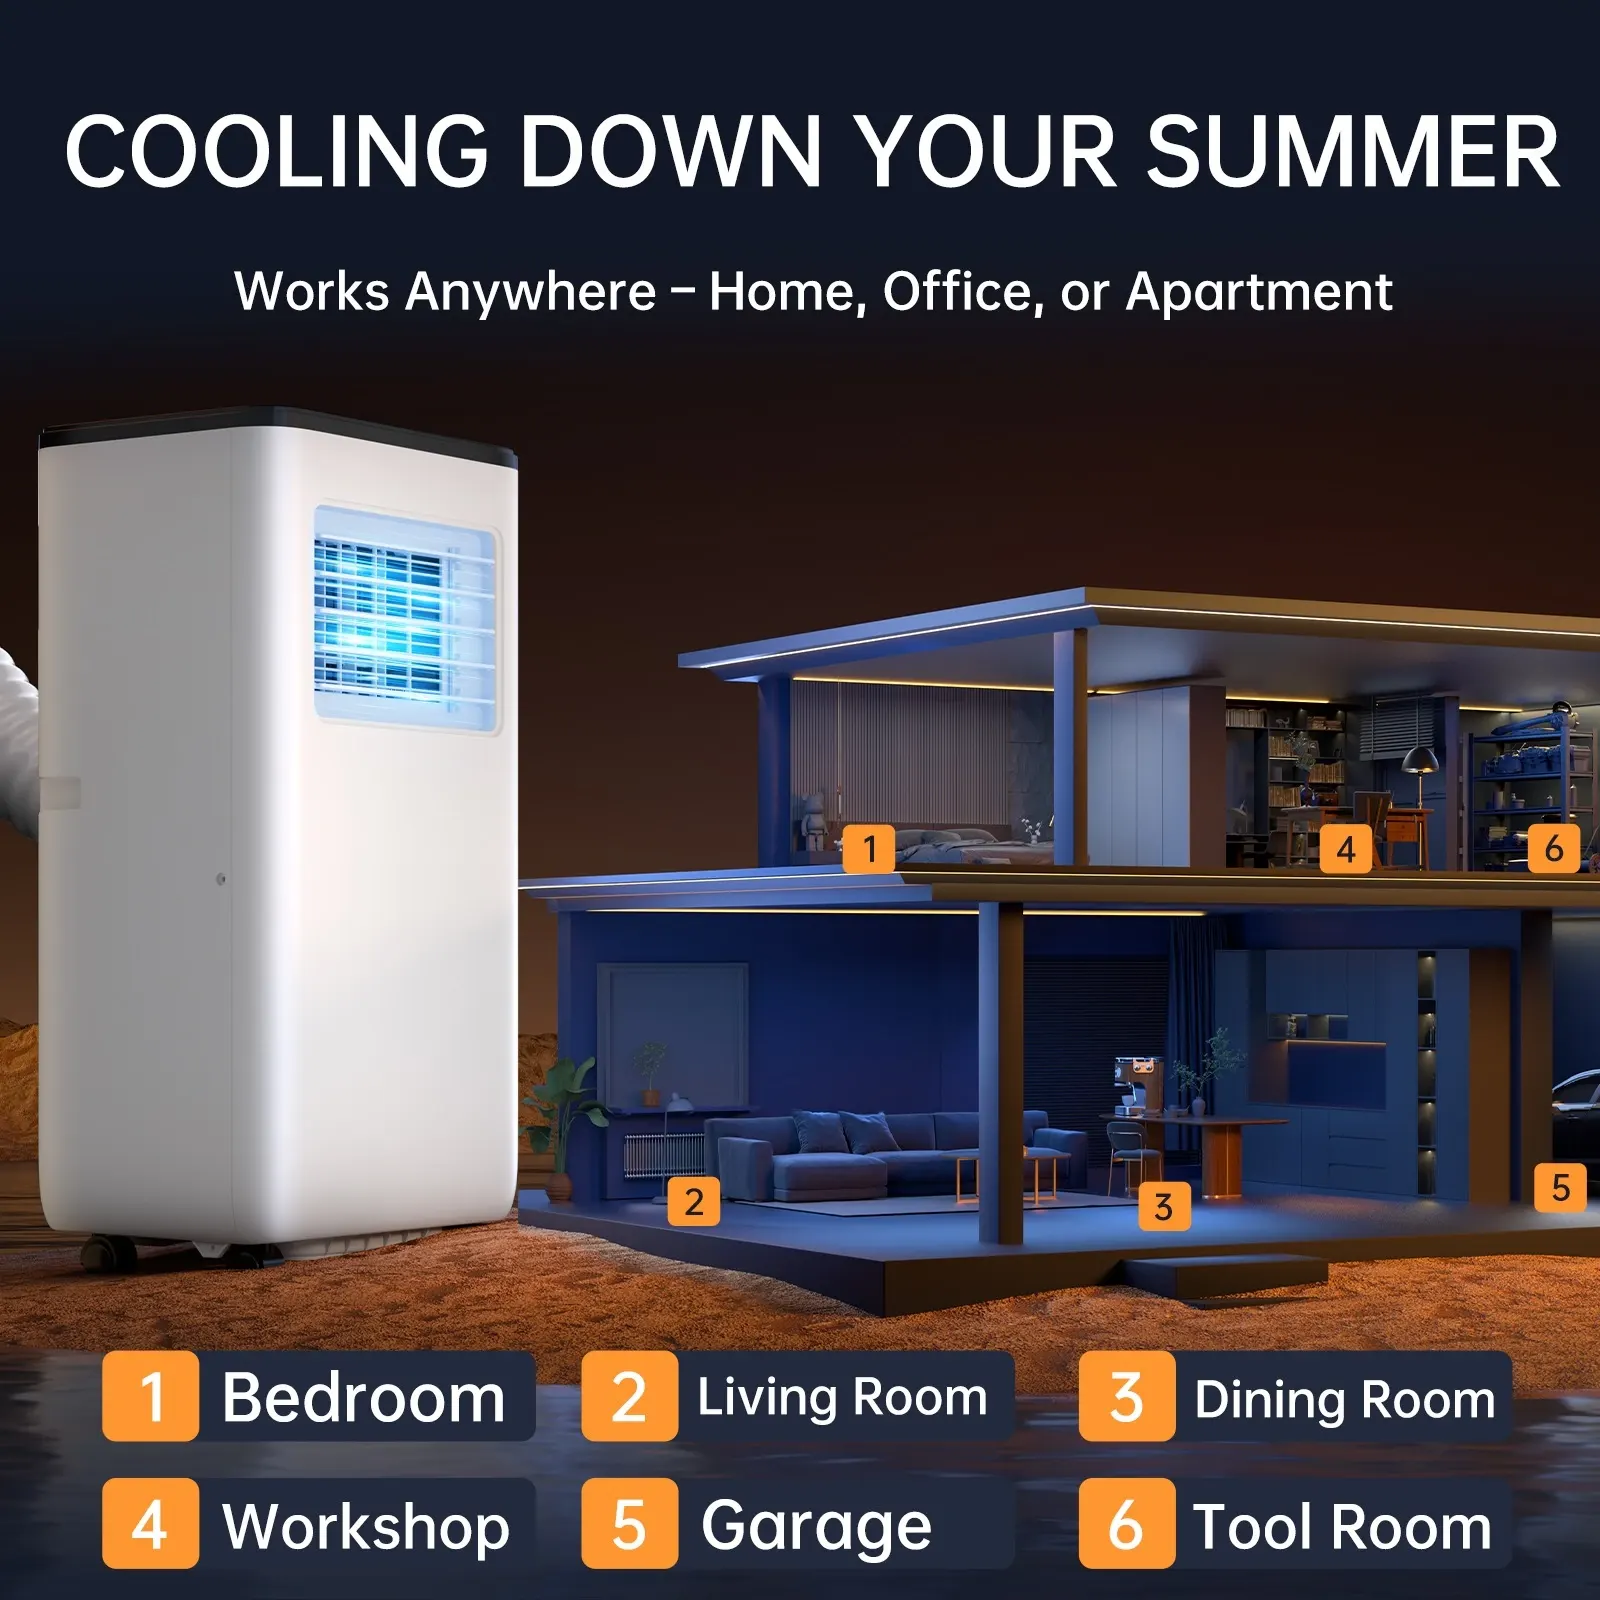 COOLING DOWN YOUR SUMMER
Works Anywhere – Home, Office, or Apartment
1
4
6
2
3
5
1 Bedroom
2 Living Room
3 Dining Room
4 Workshop
5 Garage
6 Tool Room